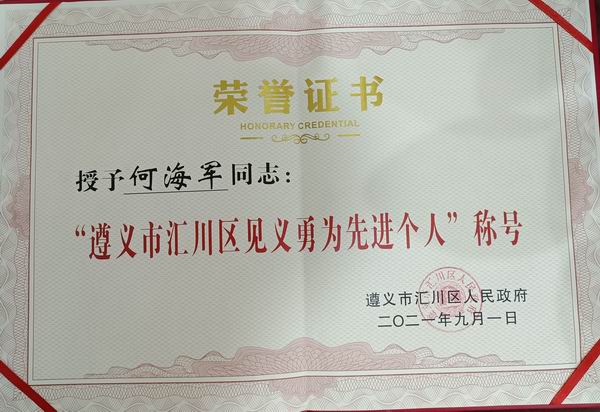 荣誉证书
HONORARY CREDENTIAL
授予何海军同志：
“遵义市汇川区见义勇为先进个人”称号
遵义市汇川区人民政府
二〇二一年九月一日